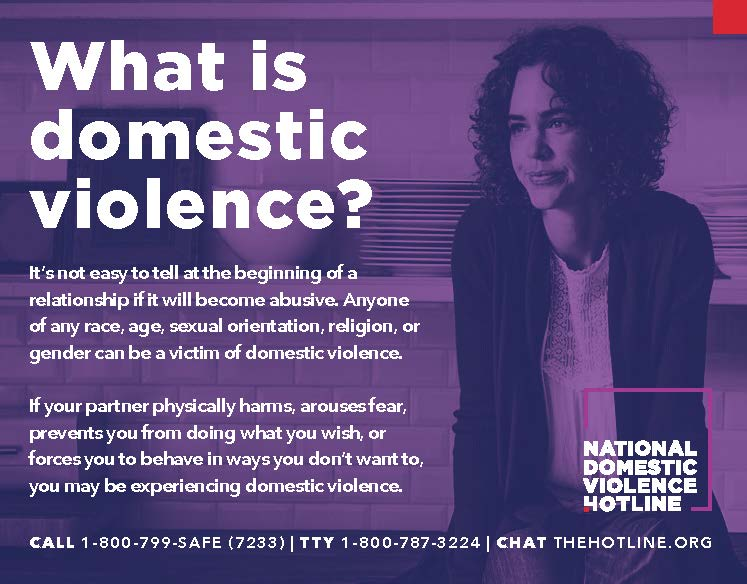 What is
domestic
violence?
It's not easy to tell at the beginning of a
relationship if it will become abusive. Anyone
of any race, age, sexual orientation, religion, or
gender can be a victim of domestic violence.
If your partner physically harms, arouses fear,
prevents you from doing what you wish, or
forces you to behave in ways you don't want to,
you may be experiencing domestic violence.
NATIONAL
DOMESTIC
VIOLENCE
HOTLINE
CALL 1-800-799-SAFE (7233) | TTY 1-800-787-3224 | CHAT THEHOTLINE.ORG